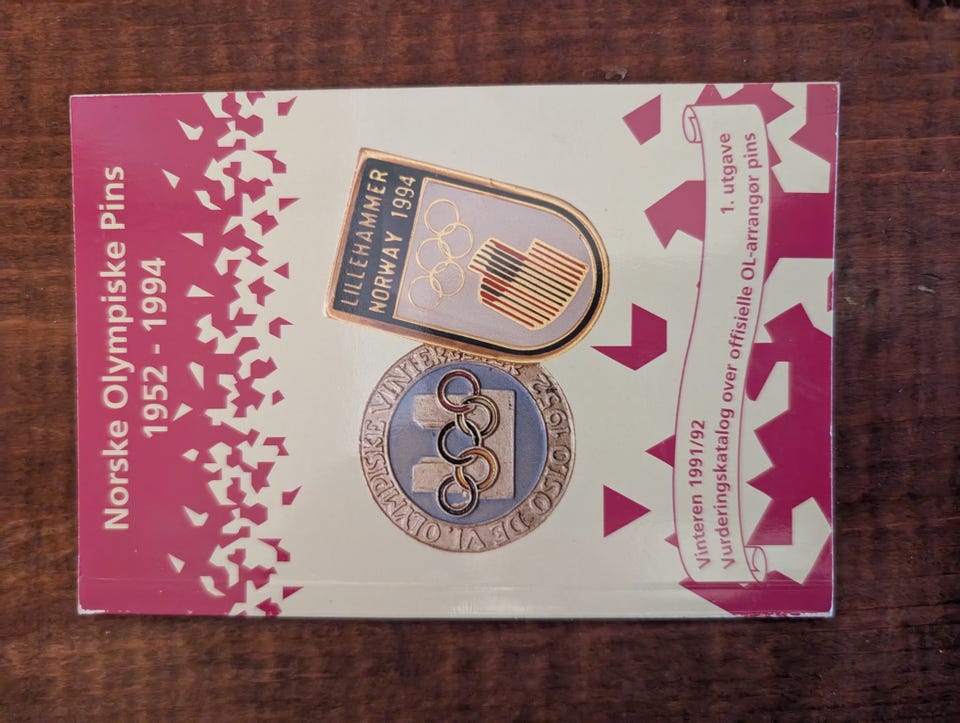 Norske Olympiske Pins
1952 - 1994
LILLEHAMMER
NORWAY 1994
DE VI. OLYMPISKE VINTERLEKER 1952 OSLO
Vinteren 1991/92
1. utgave
Vurderingskatalog over offisielle OL-arrangør pins